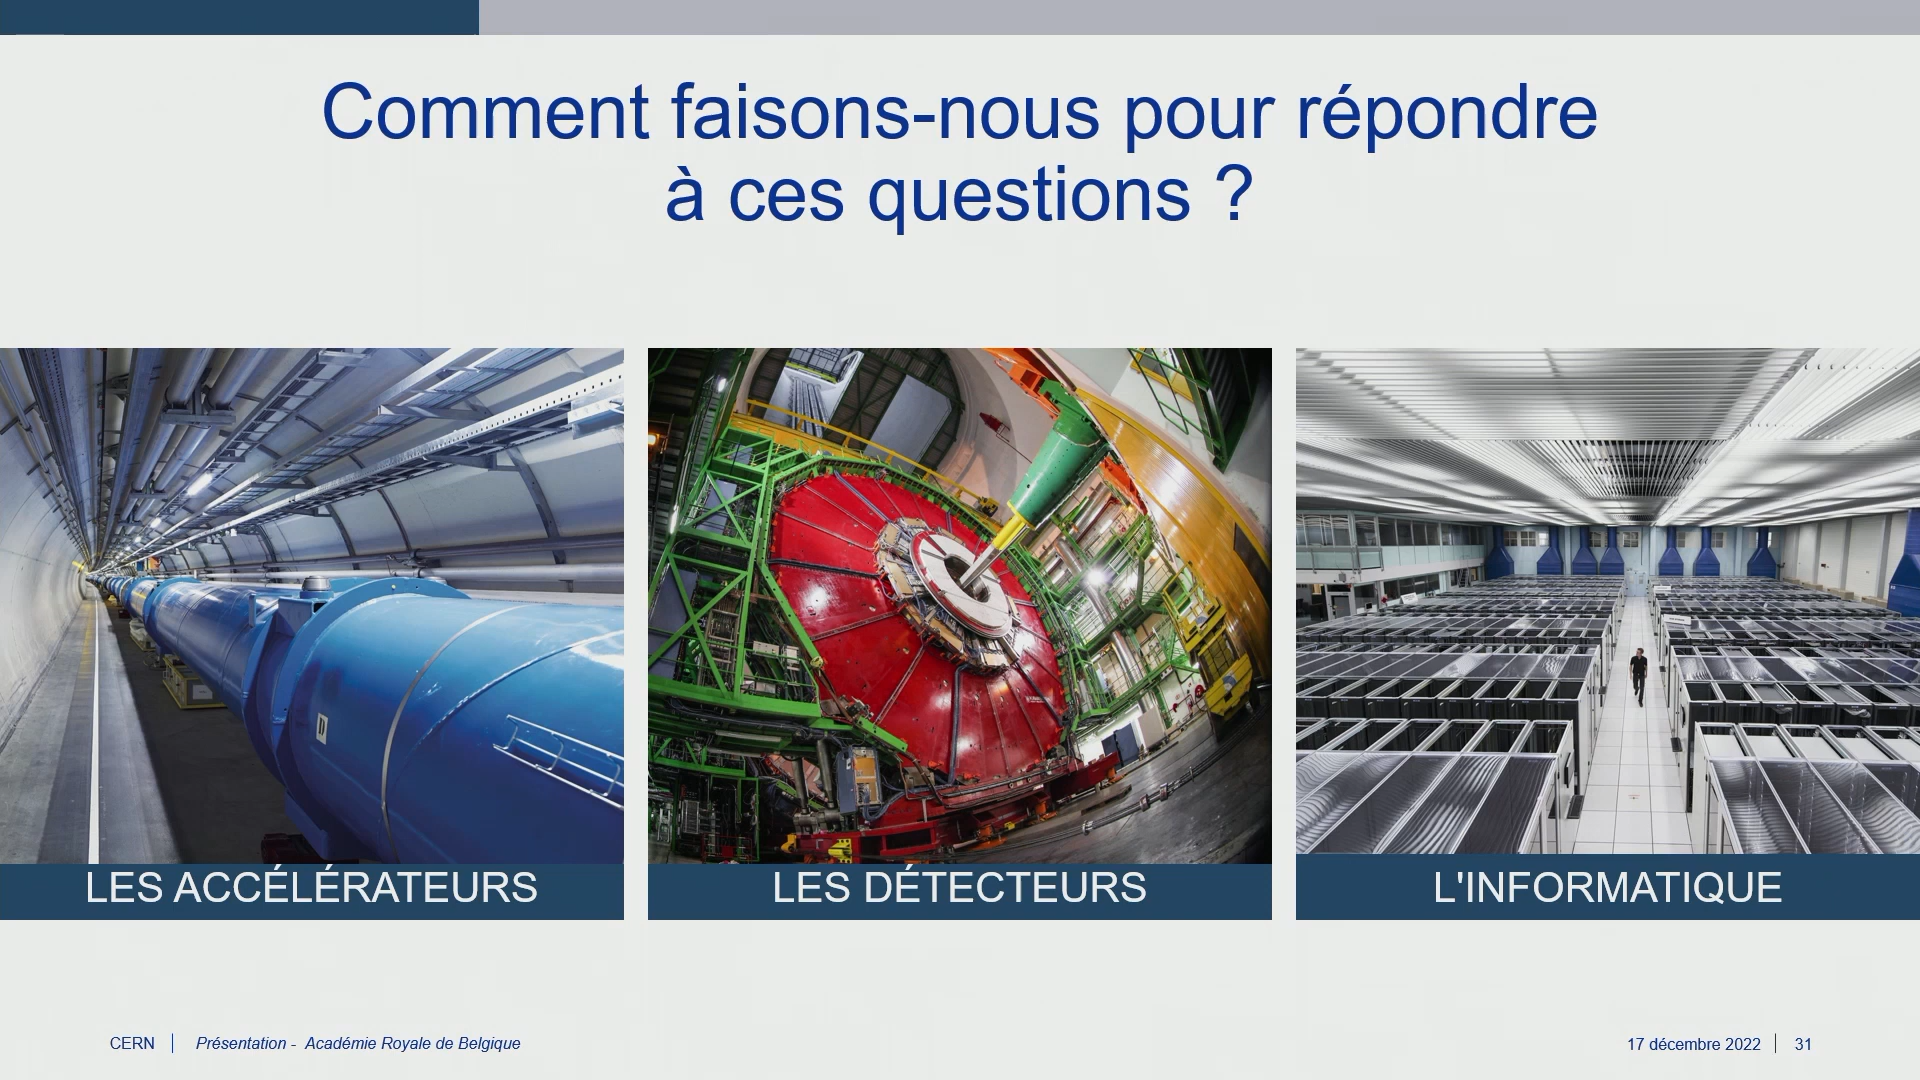 Comment faisons-nous pour répondre
à ces questions ?
LES ACCÉLÉRATEURS
LES DÉTECTEURS
L'INFORMATIQUE
CERN
Présentation - Académie Royale de Belgique
17 décembre 2022
31